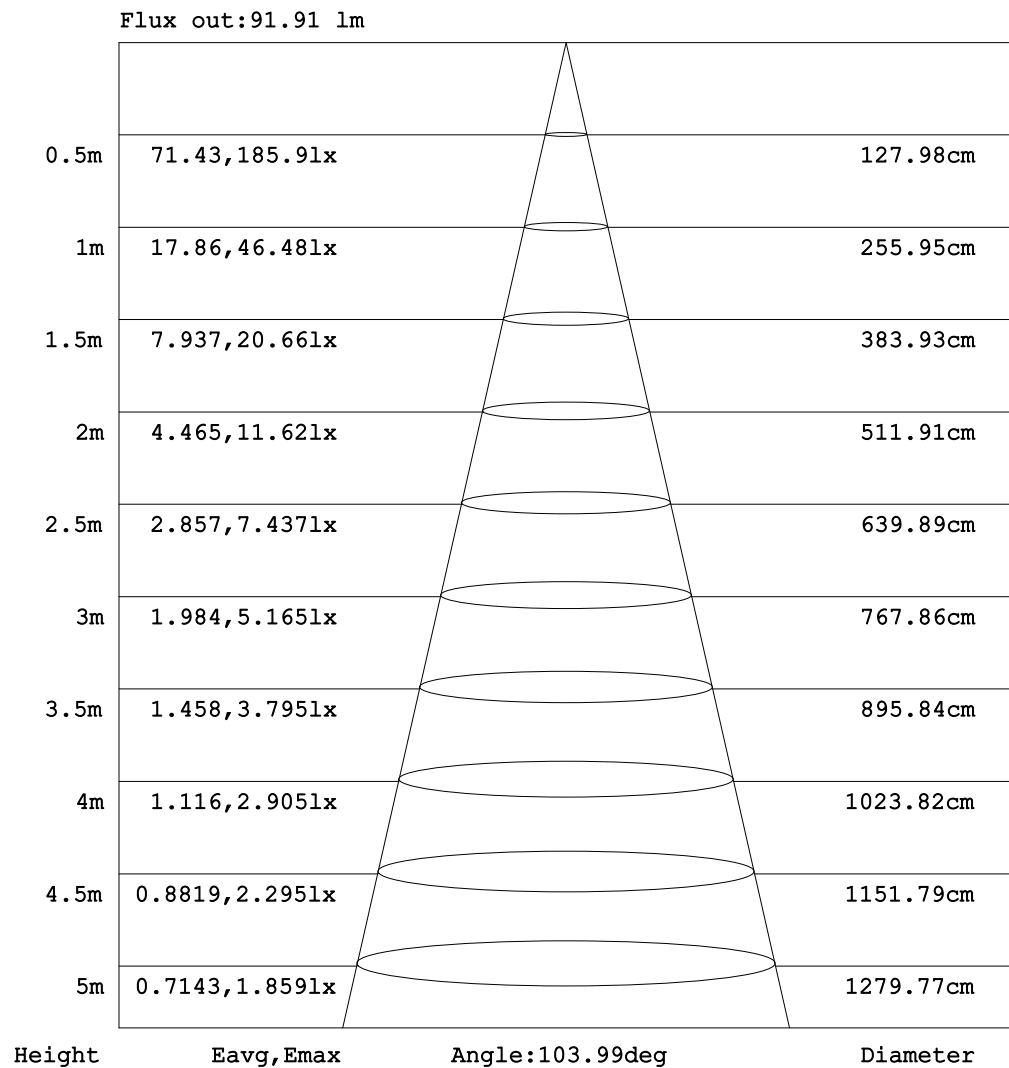 Flux out:91.91 lm
0.5m 71.43,185.9lx 127.98cm
1m 17.86,46.48lx 255.95cm
1.5m 7.937,20.66lx 383.93cm
2m 4.465,11.62lx 511.91cm
2.5m 2.857,7.437lx 639.89cm
3m 1.984,5.165lx 767.86cm
3.5m 1.458,3.795lx 895.84cm
4m 1.116,2.905lx 1023.82cm
4.5m 0.8819,2.295lx 1151.79cm
5m 0.7143,1.859lx 1279.77cm
Height Eavg,Emax Angle:103.99deg Diameter